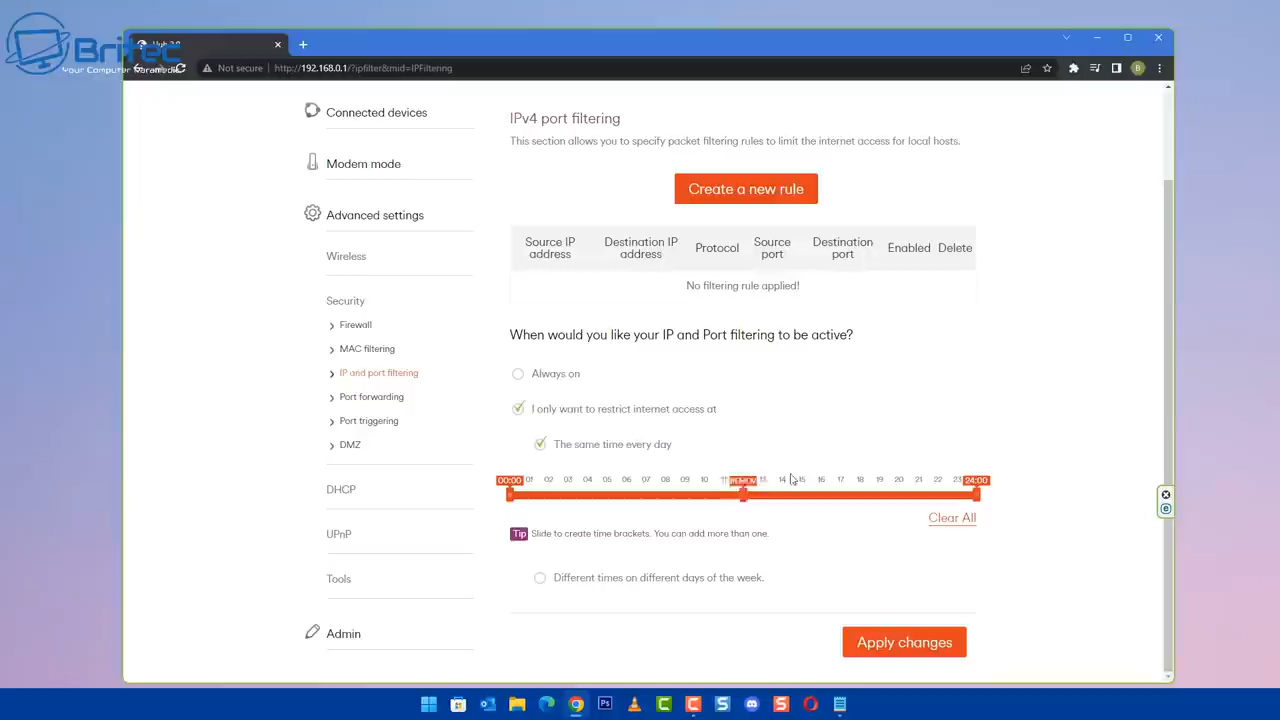 Britec
Your Computer Paramedic
Hub 3.0
Not secure
http://192.168.0.1/?ipfilter&mid=IPFiltering
B
Connected devices
Modem mode
Advanced settings
Wireless
Security
Firewall
MAC filtering
IP and port filtering
Port forwarding
Port triggering
DMZ
DHCP
UPnP
Tools
Admin
IPv4 port filtering
This section allows you to specify packet filtering rules to limit the internet access for local hosts.
Create a new rule
Source IP address Destination IP address Protocol Source port Destination port Enabled Delete
No filtering rule applied!
When would you like your IP and Port filtering to be active?
Always on
I only want to restrict internet access at
The same time every day
00:00 01 02 03 04 05 06 07 08 09 10 11 13 14 15 16 17 18 19 20 21 22 23 24:00
Clear All
Tip Slide to create time brackets. You can add more than one.
Different times on different days of the week.
Apply changes